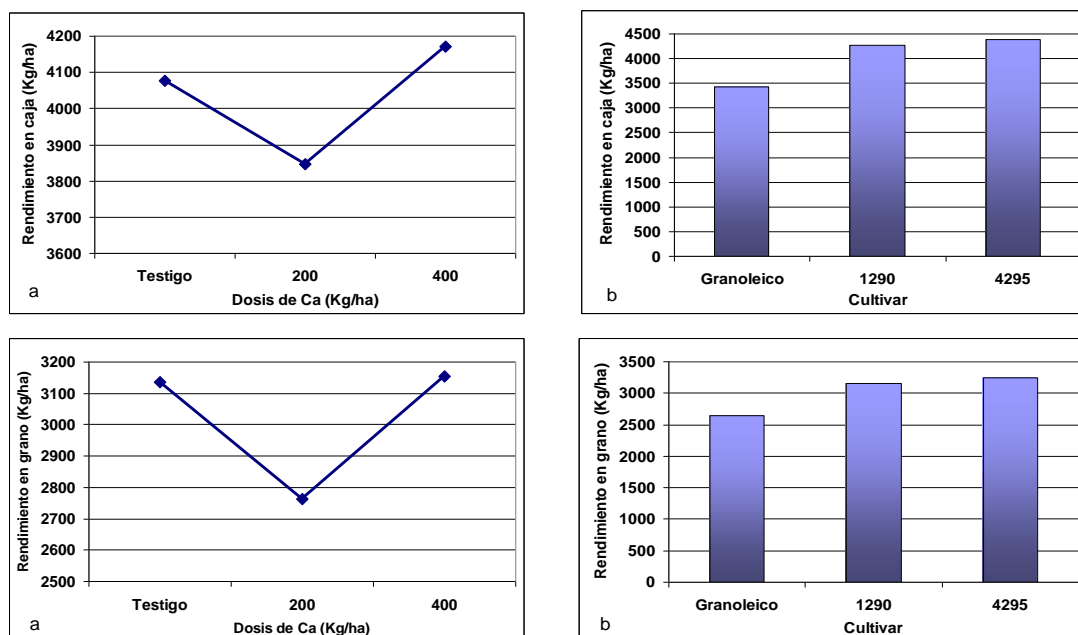 Rendimiento en caja (Kg/ha)
4200
4100
4000
3900
3800
3700
3600
Testigo 200 400
a
Dosis de Ca (Kg/ha)
Rendimiento en caja (Kg/ha)
4500
4000
3500
3000
2500
2000
1500
1000
500
0
Granoleico 1290 4295
b
Cultivar
Rendimiento en grano (Kg/ha)
3200
3100
3000
2900
2800
2700
2600
2500
Testigo 200 400
a
Dosis de Ca (Kg/ha)
Rendimiento en grano (Kg/ha)
3500
3000
2500
2000
1500
1000
500
0
Granoleico 1290 4295
b
Cultivar